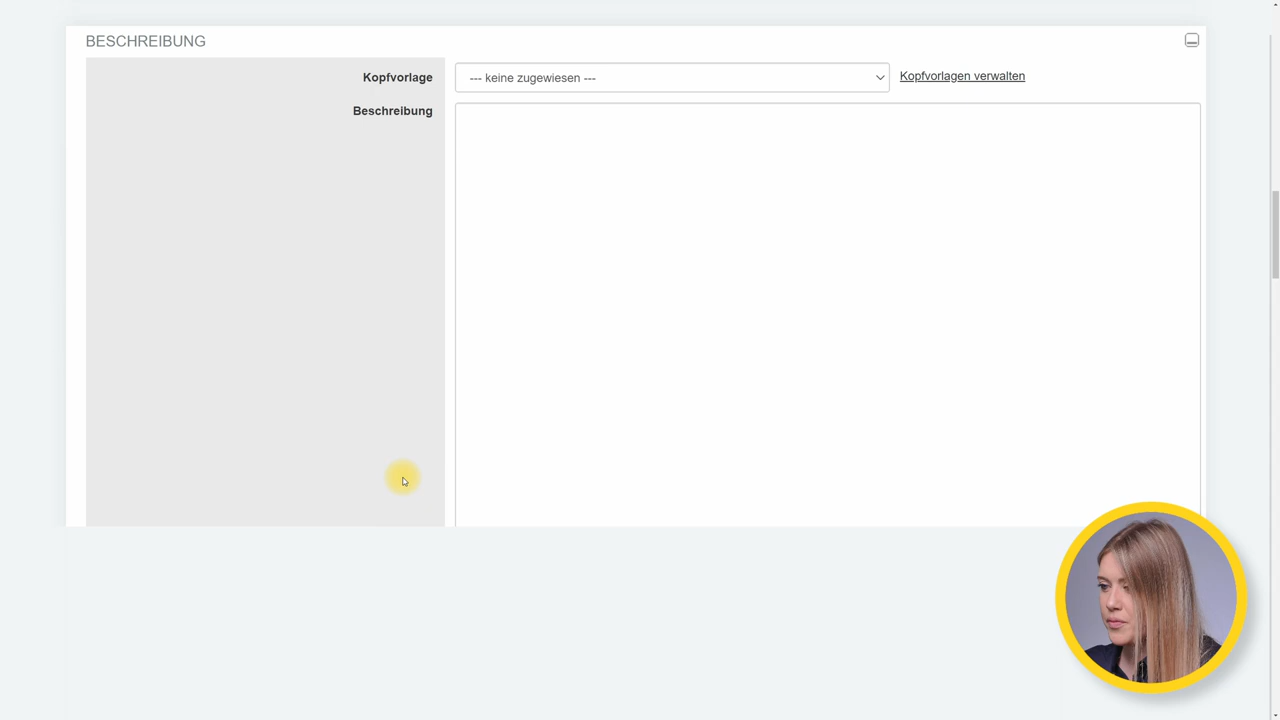 BESCHREIBUNG
Kopfvorlage
--- keine zugewiesen ---
Kopfvorlagen verwalten
Beschreibung